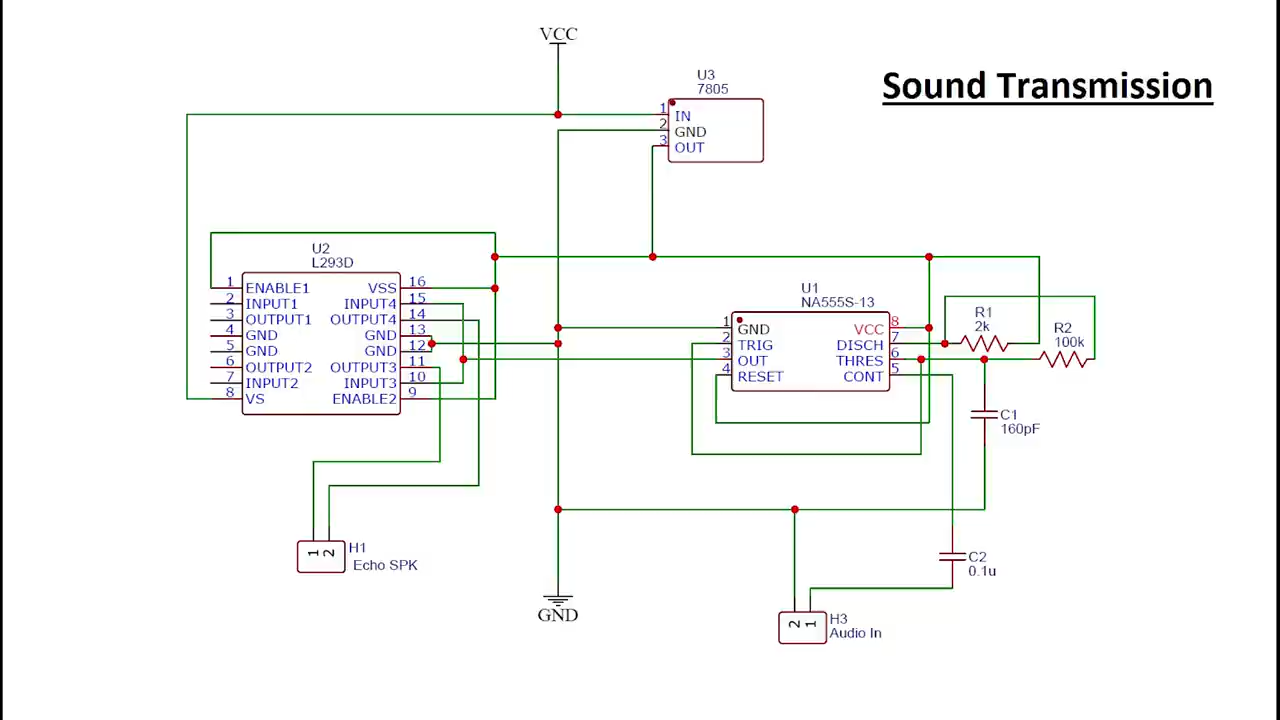 VCC
Sound Transmission
U3
7805
1 IN
2 GND
3 OUT
U2
L293D
1 ENABLE1
2 INPUT1
3 OUTPUT1
4 GND
5 GND
6 OUTPUT2
7 INPUT2
8 VS
VSS 16
INPUT4 15
OUTPUT4 14
GND 13
GND 12
OUTPUT3 11
INPUT3 10
ENABLE2 9
U1
NA555S-13
1 GND
2 TRIG
3 OUT
4 RESET
VCC 8
DISCH 7
THRES 6
CONT 5
R1
2k
R2
100k
C1
160pF
C2
0.1u
1 2
H1
Echo SPK
GND
2 1
H3
Audio In